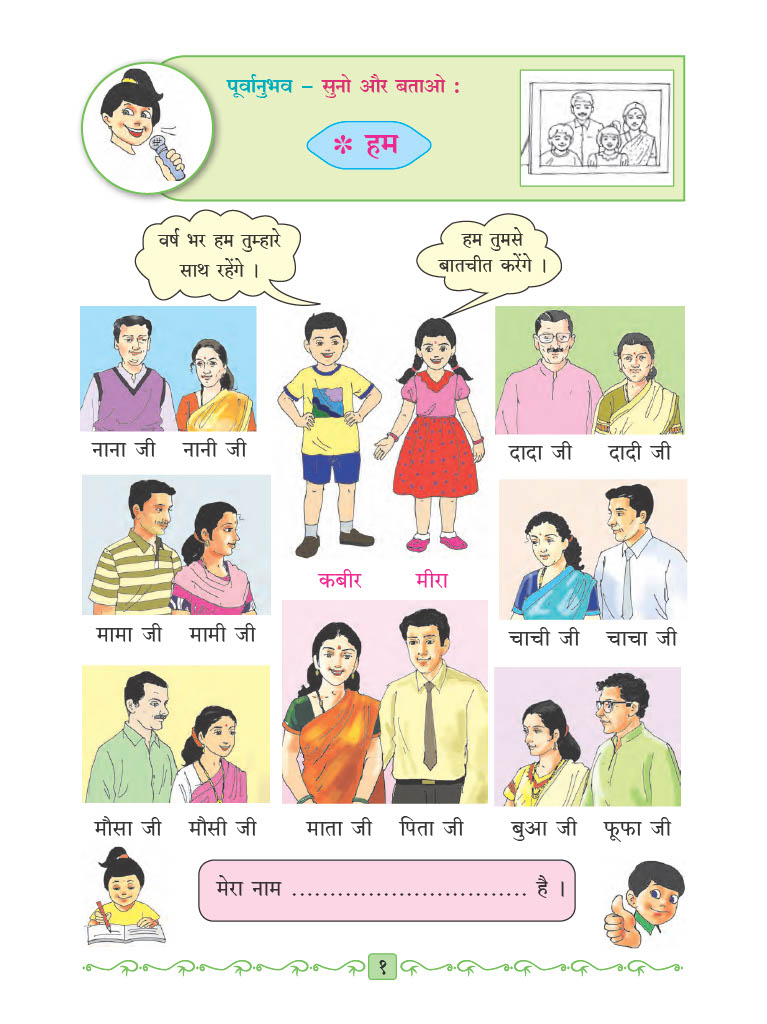 पूर्वानुभव – सुनो और बताओ :
* हम
वर्ष भर हम तुम्हारे
साथ रहेंगे ।
हम तुमसे
बातचीत करेंगे ।
नाना जी नानी जी
दादा जी दादी जी
कबीर मीरा
मामा जी मामी जी
चाची जी चाचा जी
मौसा जी मौसी जी
माता जी पिता जी
बुआ जी फूफा जी
मेरा नाम ............................... है ।
१